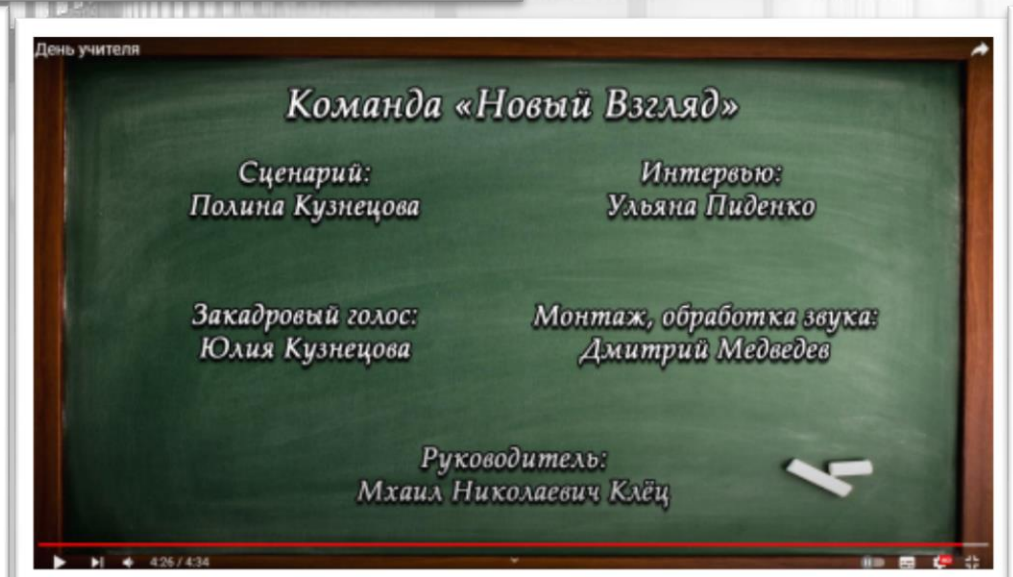 День учителя
Команда «Новый Взгляд»
Сценарий:
Полина Кузнецова
Интервью:
Ульяна Пиденко
Закадровый голос:
Юлия Кузнецова
Монтаж, обработка звука:
Дмитрий Медведев
Руководитель:
Мхаил Николаевич Клёц
4:26 / 4:34